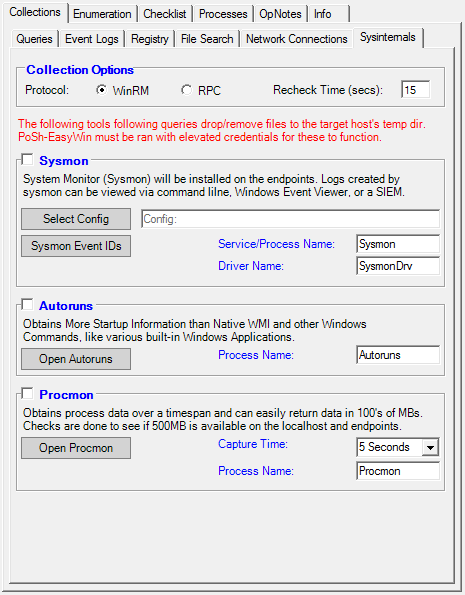 Collections Enumeration Checklist Processes OpNotes Info
Queries Event Logs Registry File Search Network Connections Sysinternals
Collection Options
Protocol: WinRM RPC Recheck Time (secs): 15
The following tools following queries drop/remove files to the target host's temp dir.
PoSh-EasyWin must be ran with elevated credentials for these to function.
Sysmon
System Monitor (Sysmon) will be installed on the endpoints. Logs created by
sysmon can be viewed via command lilne, Windows Event Viewer, or a SIEM.
Select Config Config:
Sysmon Event IDs Service/Process Name: Sysmon
Driver Name: SysmonDrv
Autoruns
Obtains More Startup Information than Native WMI and other Windows
Commands, like various built-in Windows Applications.
Open Autoruns Process Name: Autoruns
Procmon
Obtains process data over a timespan and can easily return data in 100's of MBs.
Checks are done to see if 500MB is available on the localhost and endpoints.
Open Procmon Capture Time: 5 Seconds
Process Name: Procmon